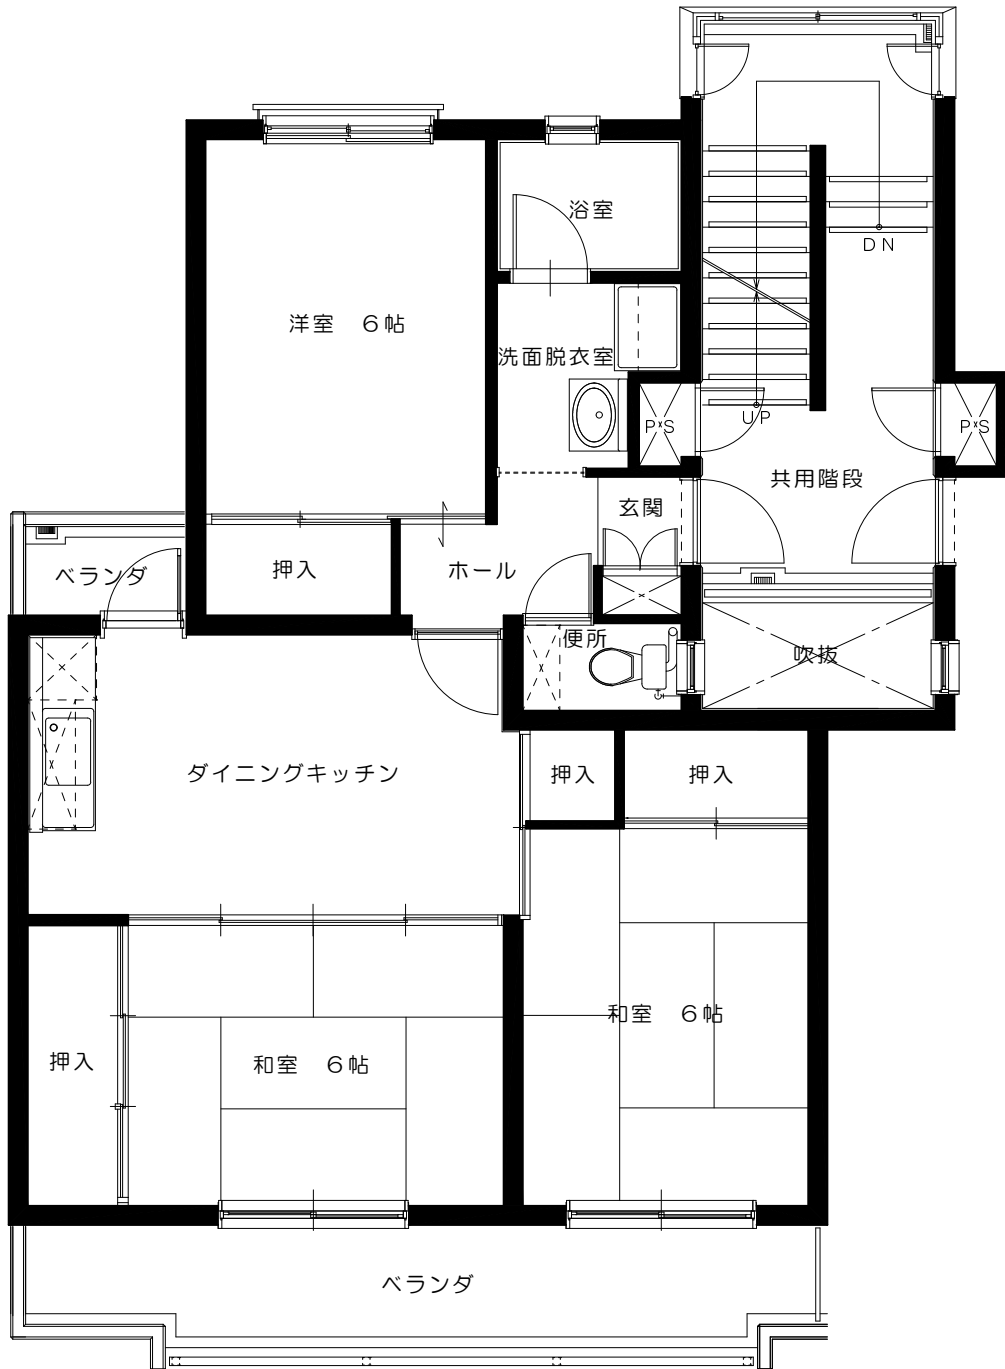 浴室
DN
洋室　６帖
洗面脱衣室
UP
PS
PS
共用階段
玄関
ベランダ
押入
ホール
便所
吹抜
ダイニングキッチン
押入
押入
和室　６帖
押入
和室　６帖
ベランダ